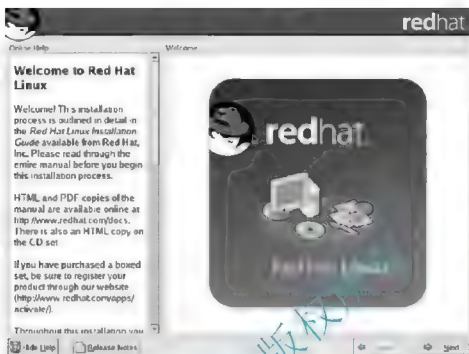 redhat
Online Help
Welcome
Welcome to Red Hat
Linux
Welcome! This installation
process is outlined in detail in
the Red Hat Linux Installation
Guide available from Red Hat,
Inc. Please read through the
entire manual before you begin
this installation process.
HTML and PDF copies of the
manual are available online at
http://www.redhat.com/docs.
There is also an HTML copy on
the CD set
If you have purchased a boxed
set, be sure to register your
product through our website
(http://www.redhat.com/apps/
activate/).
Throughout this installation you
redhat.
Red Hat Linux
Hide Help
Release Notes
Next
版权